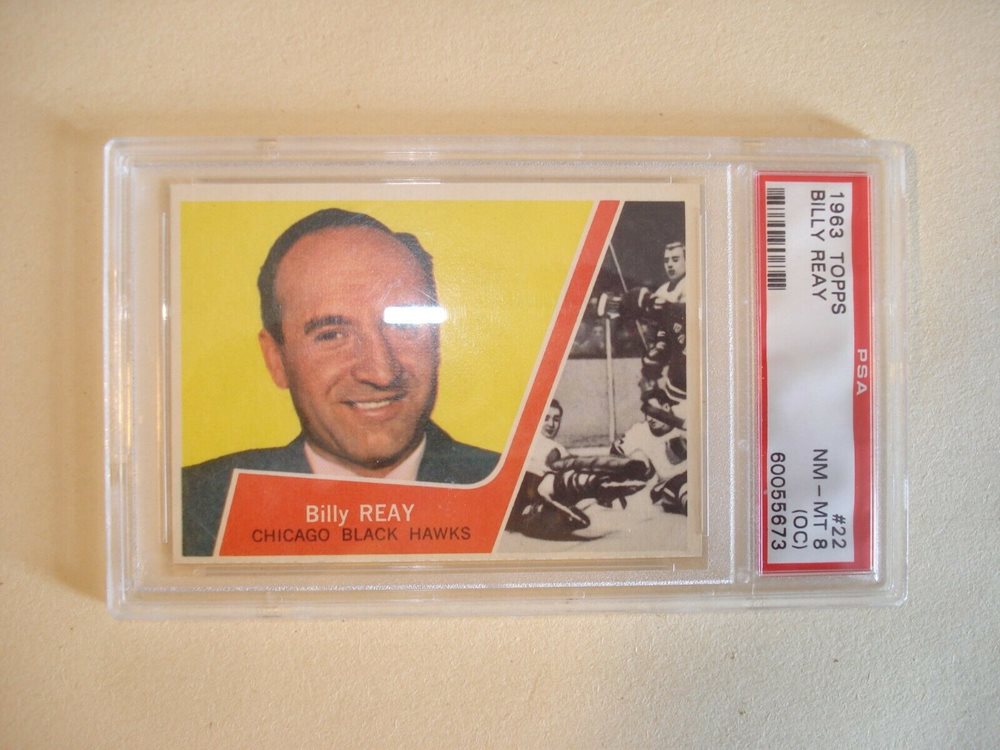 Billy REAY
CHICAGO BLACK HAWKS
1963 TOPPS #22
BILLY REAY NM-MT 8
(OC)
60055673
PSA